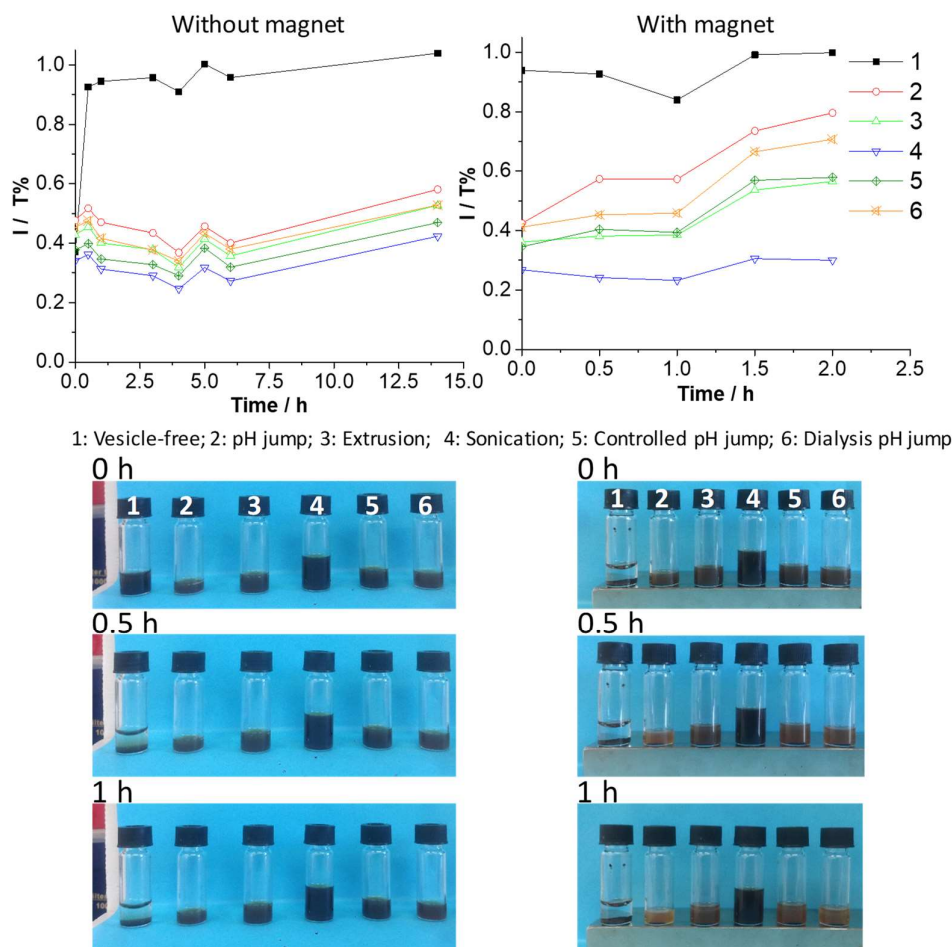 Without magnet
With magnet
I / T%
1.0
0.8
0.6
0.4
0.2
0.0
0.0 2.5 5.0 7.5 10.0 12.5 15.0
Time / h
I / T%
1.0
0.8
0.6
0.4
0.2
0.0
0.0 0.5 1.0 1.5 2.0 2.5
Time / h
1
2
3
4
5
6
1: Vesicle-free; 2: pH jump; 3: Extrusion; 4: Sonication; 5: Controlled pH jump; 6: Dialysis pH jump
0 h
1 2 3 4 5 6
0.5 h
1 h
0 h
1 2 3 4 5 6
0.5 h
1 h